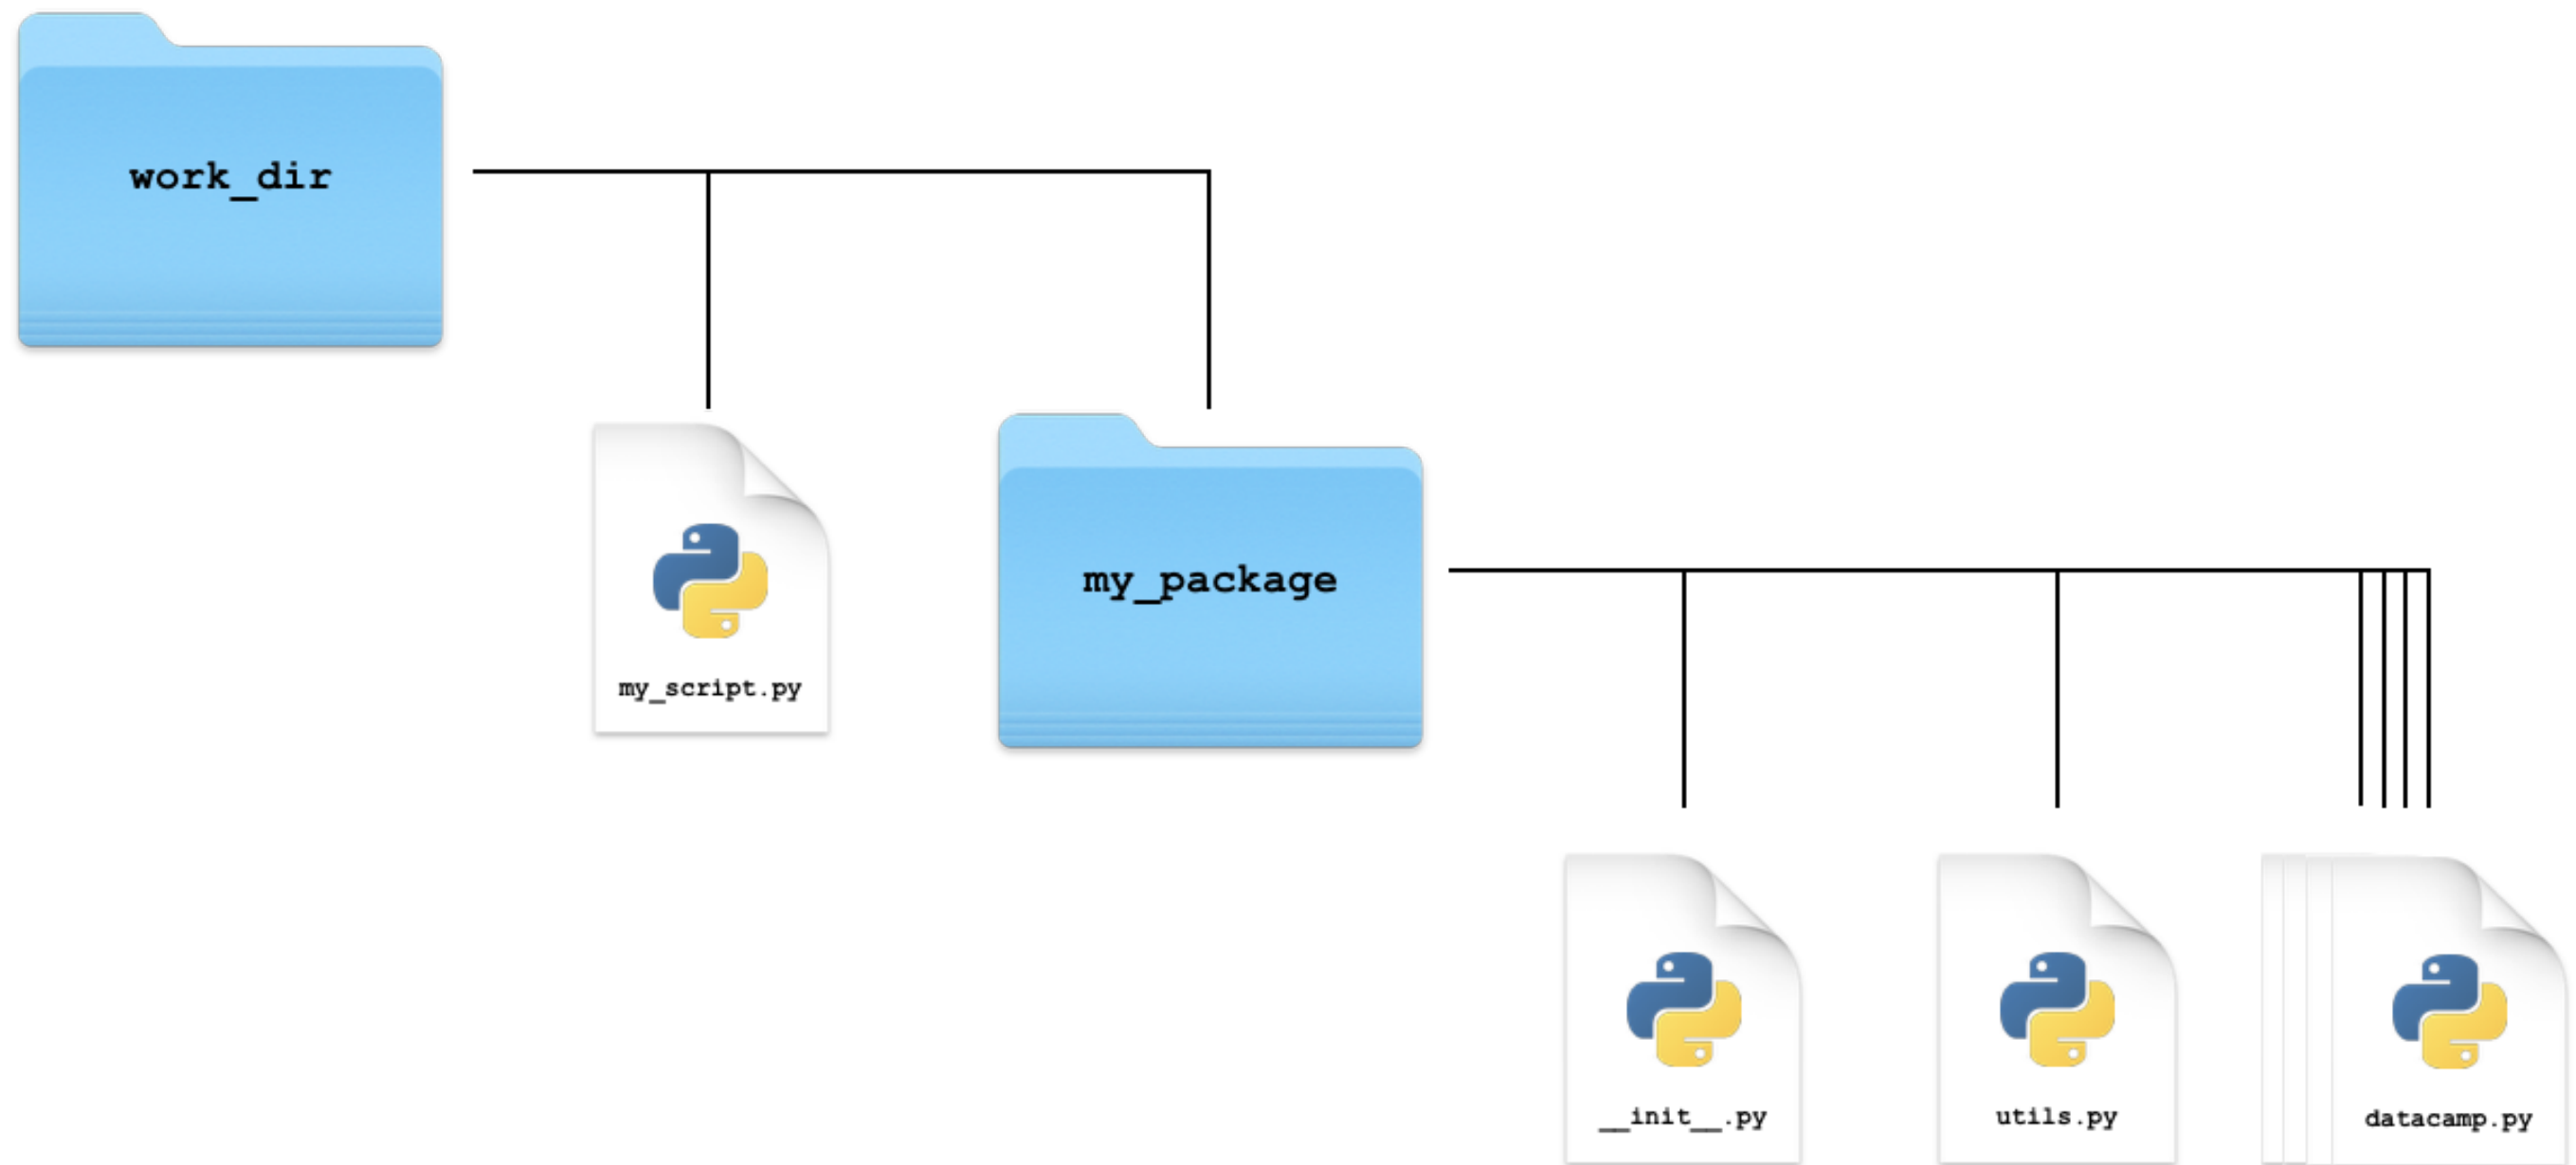 work_dir
my_script.py
my_package
__init__.py
utils.py
datacamp.py